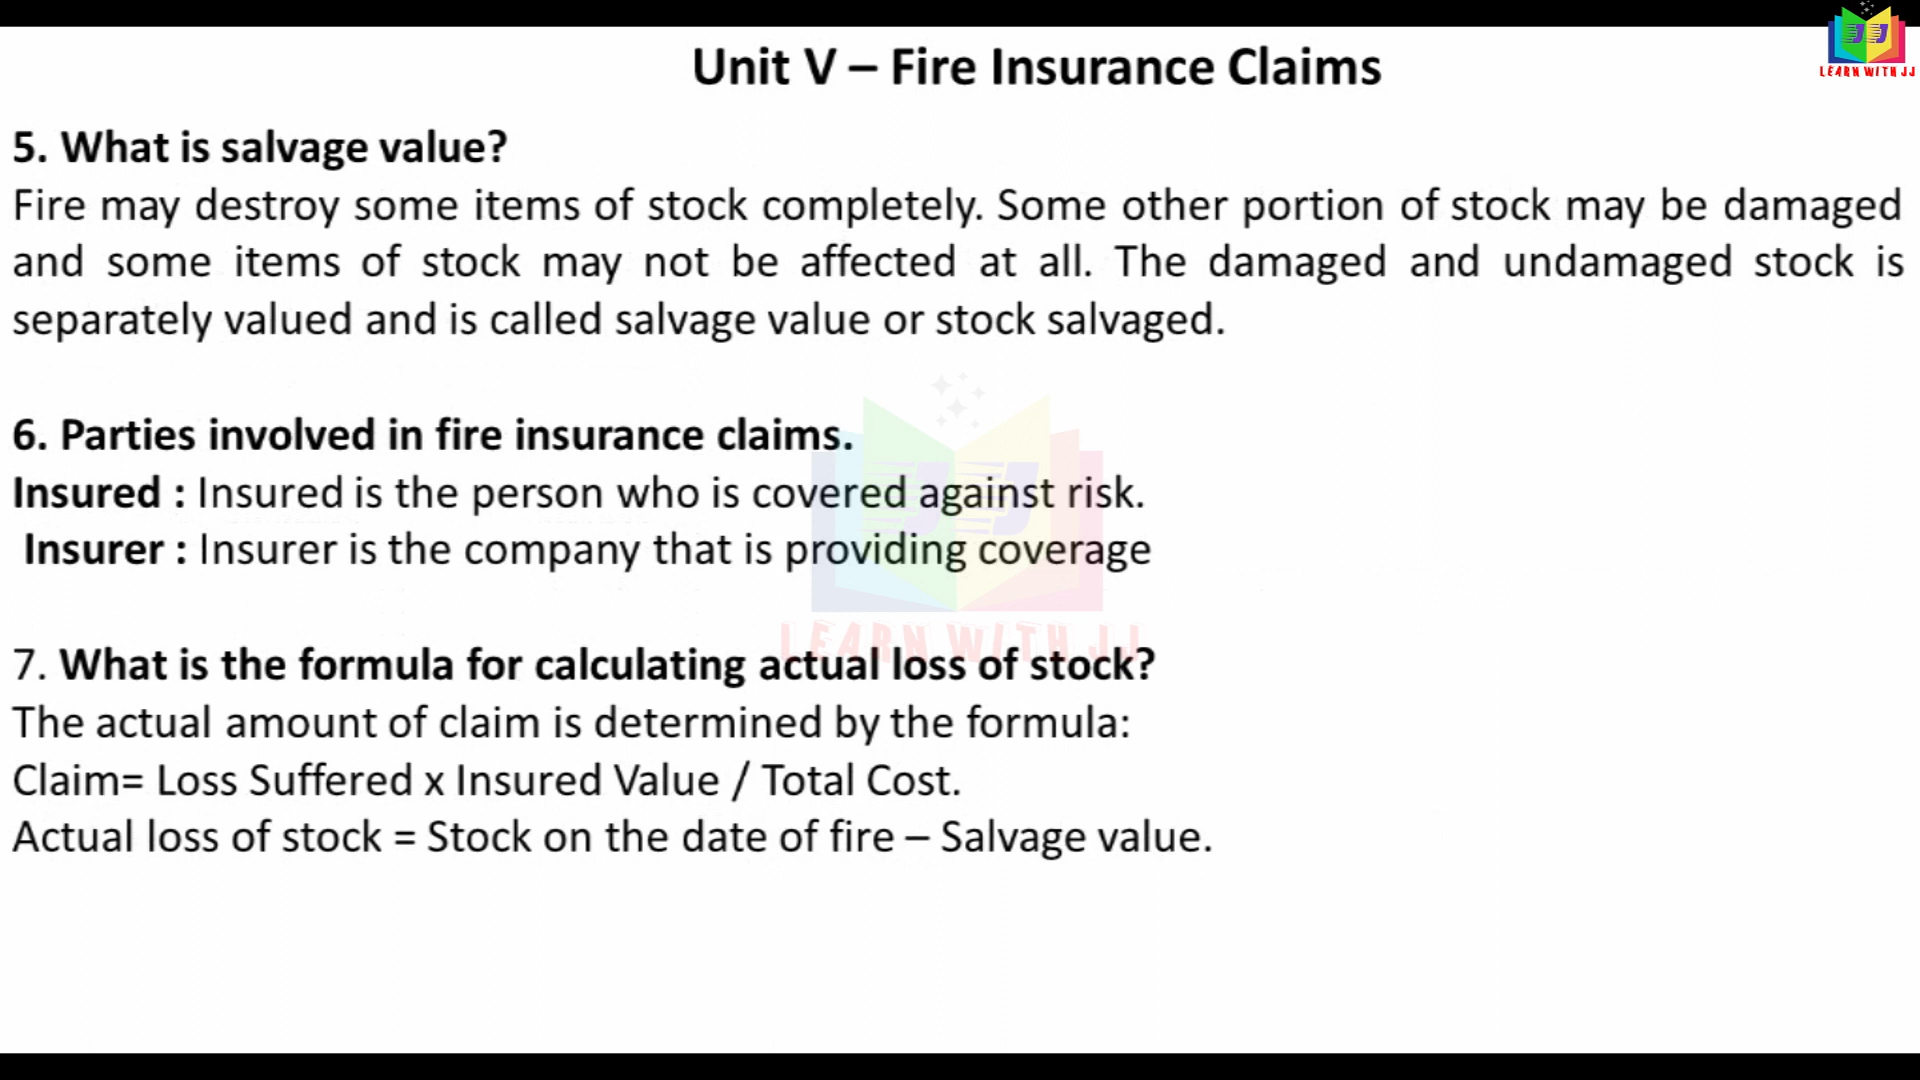 LEARN WITH JJ
Unit V – Fire Insurance Claims
5. What is salvage value?
Fire may destroy some items of stock completely. Some other portion of stock may be damaged
and some items of stock may not be affected at all. The damaged and undamaged stock is
separately valued and is called salvage value or stock salvaged.
6. Parties involved in fire insurance claims.
Insured : Insured is the person who is covered against risk.
Insurer : Insurer is the company that is providing coverage
LEARN WITH JJ
7. What is the formula for calculating actual loss of stock?
The actual amount of claim is determined by the formula:
Claim= Loss Suffered x Insured Value / Total Cost.
Actual loss of stock = Stock on the date of fire – Salvage value.